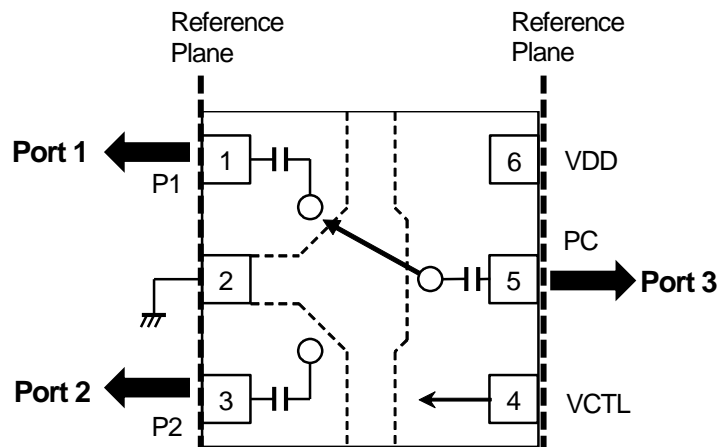 Reference
Plane
Reference
Plane
Port 1
P1
1
6
VDD
2
PC
5
Port 3
Port 2
P2
3
4
VCTL